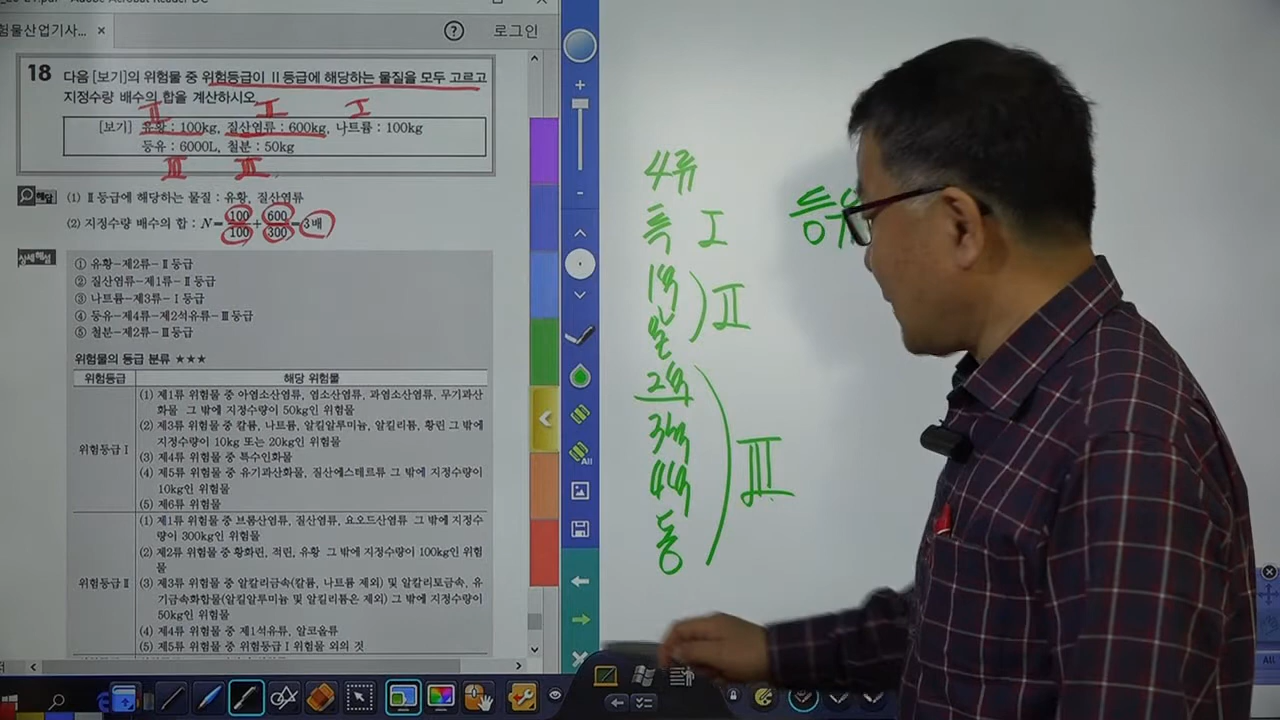 위험물산업기사...
로그인
18 다음 [보기]의 위험물 중 위험등급이 Ⅱ등급에 해당하는 물질을 모두 고르고
지정수량 배수의 합을 계산하시오.
Ⅱ Ⅰ Ⅰ
[보기] 유황 : 100kg, 질산염류 : 600kg, 나트륨 : 100kg
등유 : 6000L, 철분 : 50kg
Ⅲ Ⅲ
해답 (1) Ⅱ등급에 해당하는 물질 : 유황, 질산염류
(2) 지정수량 배수의 합 : N=100/100+600/300=3배
상세해설
① 유황-제2류-Ⅱ등급
② 질산염류-제1류-Ⅱ등급
③ 나트륨-제3류-Ⅰ등급
④ 등유-제4류-제2석유류-Ⅲ등급
⑤ 철분-제2류-Ⅲ등급
위험물의 등급 분류 ★★★
위험등급 해당 위험물
위험등급Ⅰ
(1) 제1류 위험물 중 아염소산염류, 염소산염류, 과염소산염류, 무기과산
화물 그 밖에 지정수량이 50kg인 위험물
(2) 제3류 위험물 중 칼륨, 나트륨, 알킬알루미늄, 알킬리튬, 황린 그 밖에
지정수량이 10kg 또는 20kg인 위험물
(3) 제4류 위험물 중 특수인화물
(4) 제5류 위험물 중 유기과산화물, 질산에스테르류 그 밖에 지정수량이
10kg인 위험물
(5) 제6류 위험물
위험등급Ⅱ
(1) 제1류 위험물 중 브롬산염류, 질산염류, 요오드산염류 그 밖에 지정수
량이 300kg인 위험물
(2) 제2류 위험물 중 황화린, 적린, 유황 그 밖에 지정수량이 100kg인 위험
물
(3) 제3류 위험물 중 알칼리금속(칼륨, 나트륨 제외) 및 알칼리토금속, 유
기금속화합물(알킬알루미늄 및 알킬리튬은 제외) 그 밖에 지정수량이
50kg인 위험물
(4) 제4류 위험물 중 제1석유류, 알코올류
(5) 제5류 위험물 중 위험등급Ⅰ 위험물 외의 것
4류
특 Ⅰ
1석
알
Ⅱ
2석
3석
4석
동
Ⅲ
등유
All
All